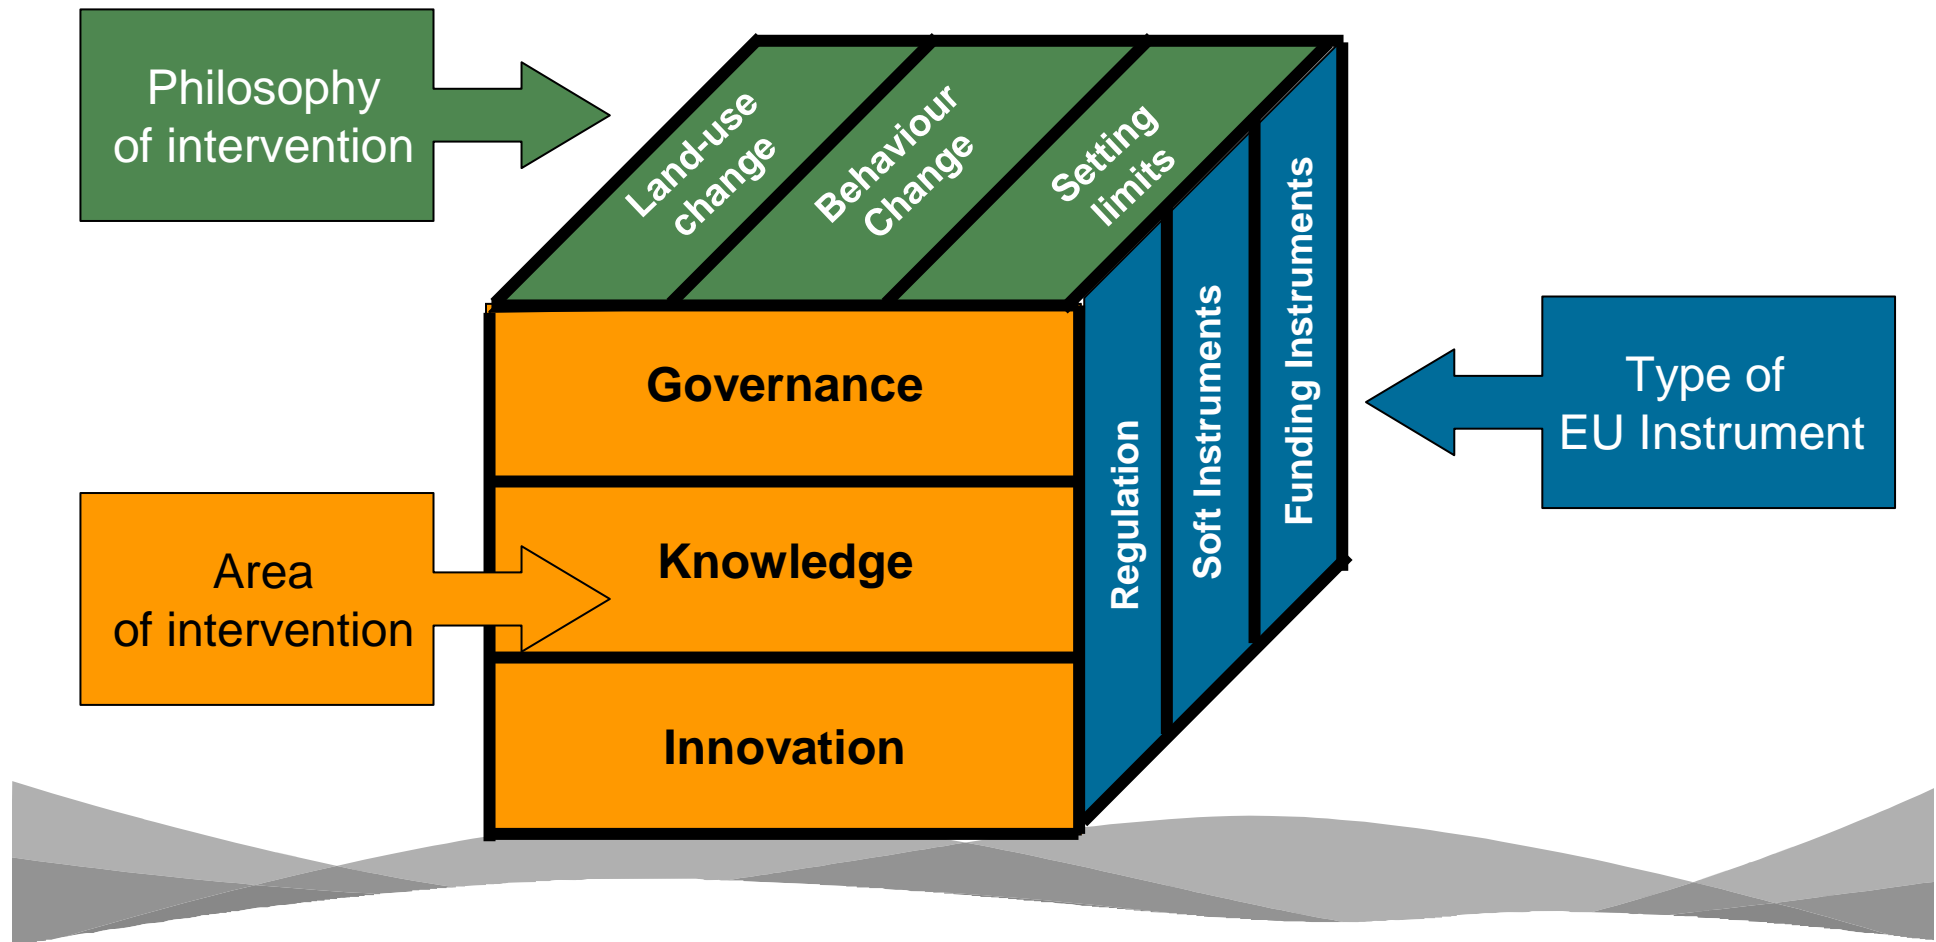 Philosophy
of intervention
Land-use
change
Behaviour
Change
Setting
limits
Governance
Knowledge
Innovation
Regulation
Soft Instruments
Funding Instruments
Type of
EU Instrument
Area
of intervention